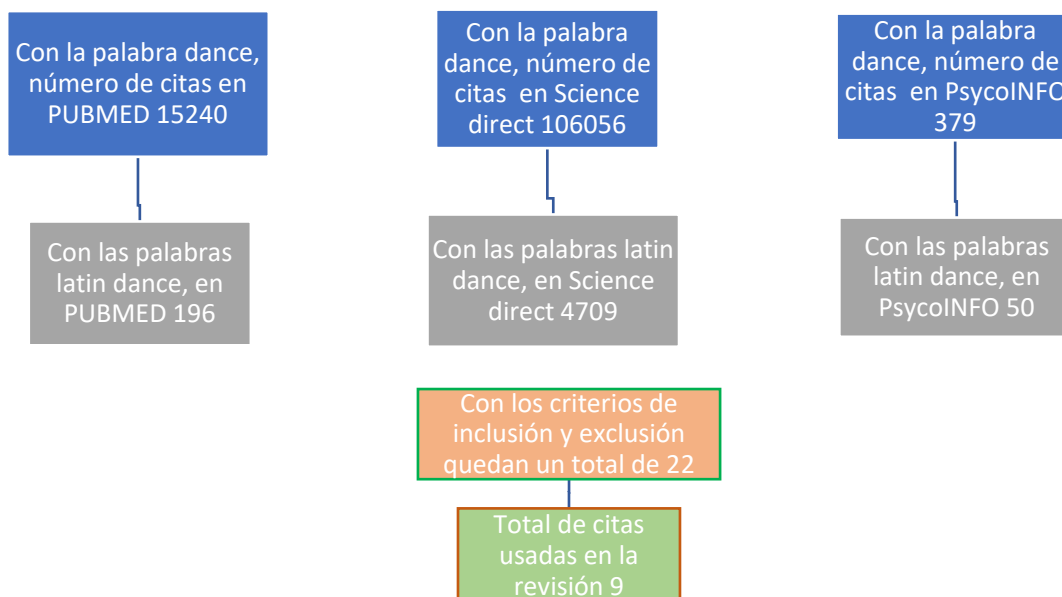 Con la palabra dance,
número de citas en
PUBMED 15240
Con la palabra
dance, número de
citas  en Science
direct 106056
Con la palabra
dance, número de
citas  en PsycoINFO
379
Con las palabras
latin dance, en
PUBMED 196
Con las palabras latin
dance, en Science
direct 4709
Con las palabras
latin dance, en
PsycoINFO 50
Con los criterios de
inclusión y exclusión
quedan un total de 22
Total de citas
usadas en la
revisión 9